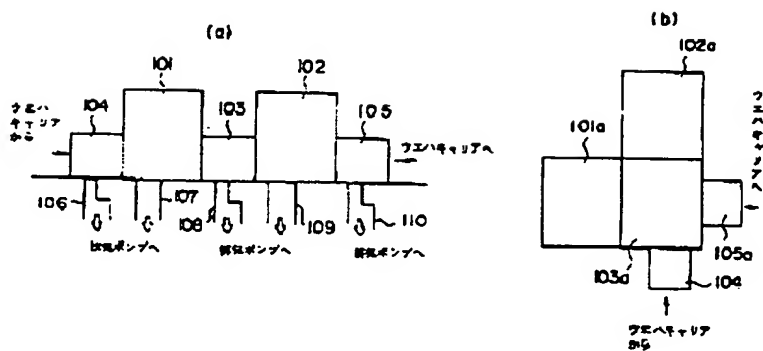 (a)
(b)
101
102
102a
ウエハ
キャリア
から
104
103
105
ウエハ
キャリアへ
101a
ウエハキャリアへ
106
107
108
109
110
105a
排気ポンプへ
排気ポンプへ
排気ポンプへ
103a
104
ウエハキャリア
から